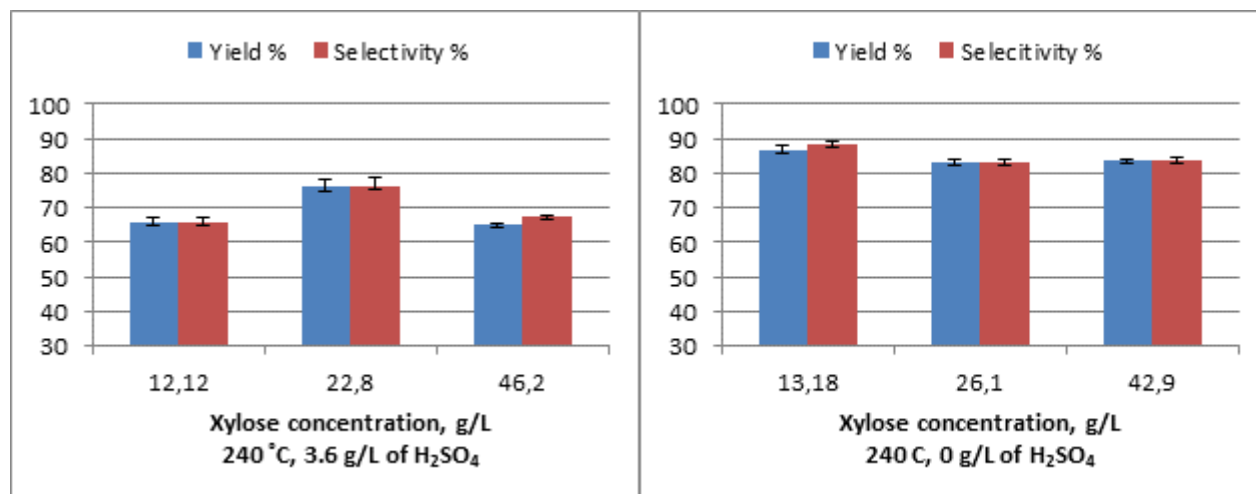 Yield % Selectivity %
100
90
80
70
60
50
40
30
12,12 22,8 46,2
Xylose concentration, g/L
240 ˚C, 3.6 g/L of H₂SO₄
Yield % Selecitivity %
100
90
80
70
60
50
40
30
13,18 26,1 42,9
Xylose concentration, g/L
240 C, 0 g/L of H₂SO₄